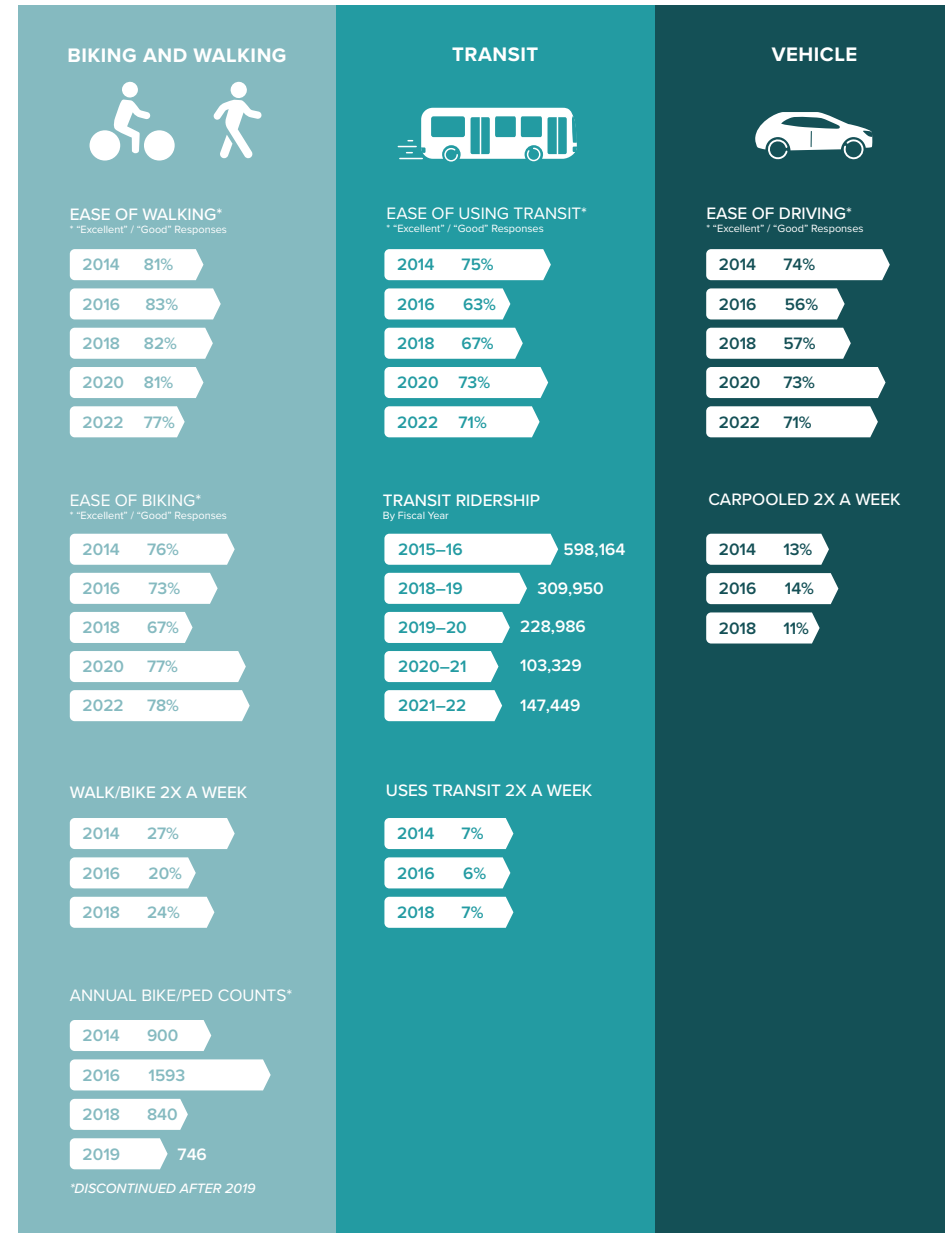 BIKING AND WALKING
EASE OF WALKING*
* “Excellent” / “Good” Responses
2014 81%
2016 83%
2018 82%
2020 81%
2022 77%
EASE OF BIKING*
* “Excellent” / “Good” Responses
2014 76%
2016 73%
2018 67%
2020 77%
2022 78%
WALK/BIKE 2X A WEEK
2014 27%
2016 20%
2018 24%
ANNUAL BIKE/PED COUNTS*
2014 900
2016 1593
2018 840
2019 746
*DISCONTINUED AFTER 2019
TRANSIT
EASE OF USING TRANSIT*
* “Excellent” / “Good” Responses
2014 75%
2016 63%
2018 67%
2020 73%
2022 71%
TRANSIT RIDERSHIP
By Fiscal Year
2015–16 598,164
2018–19 309,950
2019–20 228,986
2020–21 103,329
2021–22 147,449
USES TRANSIT 2X A WEEK
2014 7%
2016 6%
2018 7%
VEHICLE
EASE OF DRIVING*
* “Excellent” / “Good” Responses
2014 74%
2016 56%
2018 57%
2020 73%
2022 71%
CARPOOLED 2X A WEEK
2014 13%
2016 14%
2018 11%